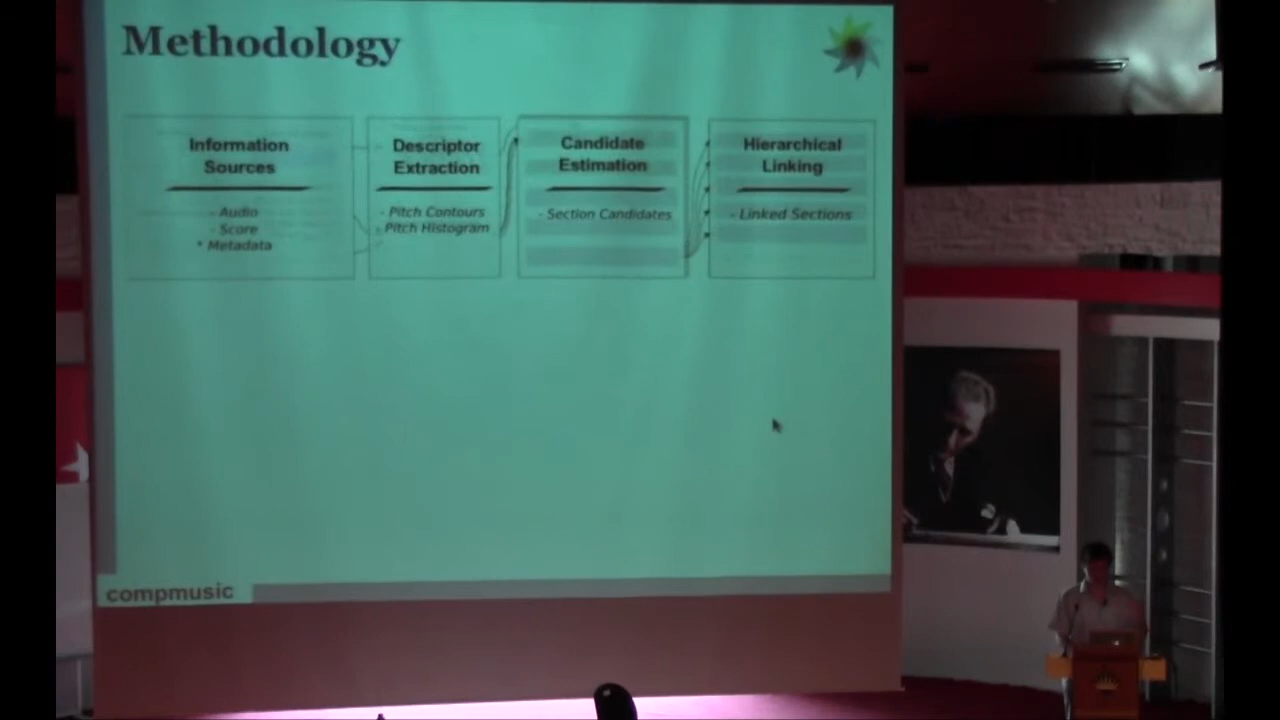 Methodology
Information
Sources
- Audio
- Score
* Metadata
Descriptor
Extraction
- Pitch Contours
- Pitch Histogram
Candidate
Estimation
- Section Candidates
Hierarchical
Linking
- Linked Sections
compmusic